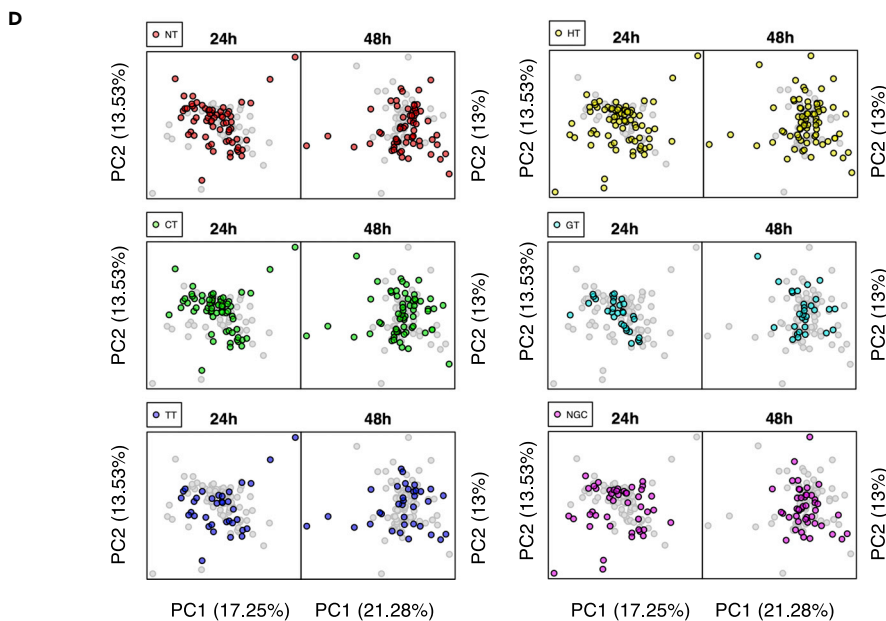 D
NT
24h
48h
PC2 (13.53%)
PC2 (13%)
HT
24h
48h
PC2 (13.53%)
PC2 (13%)
CT
24h
48h
PC2 (13.53%)
PC2 (13%)
GT
24h
48h
PC2 (13.53%)
PC2 (13%)
TT
24h
48h
PC2 (13.53%)
PC2 (13%)
NGC
24h
48h
PC2 (13.53%)
PC2 (13%)
PC1 (17.25%)
PC1 (21.28%)
PC1 (17.25%)
PC1 (21.28%)